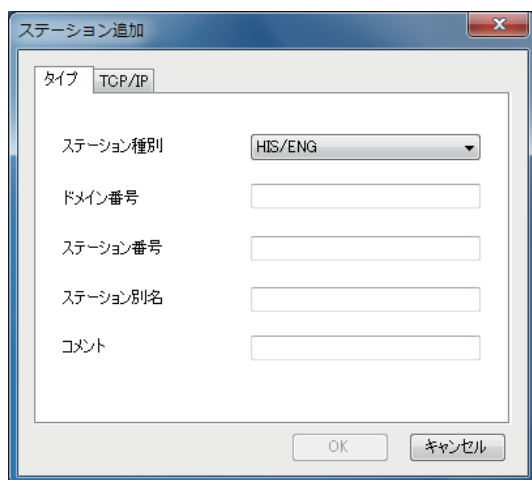 ステーション追加
タイプ TCP/IP
ステーション種別 HIS/ENG
ドメイン番号
ステーション番号
ステーション別名
コメント
OK キャンセル